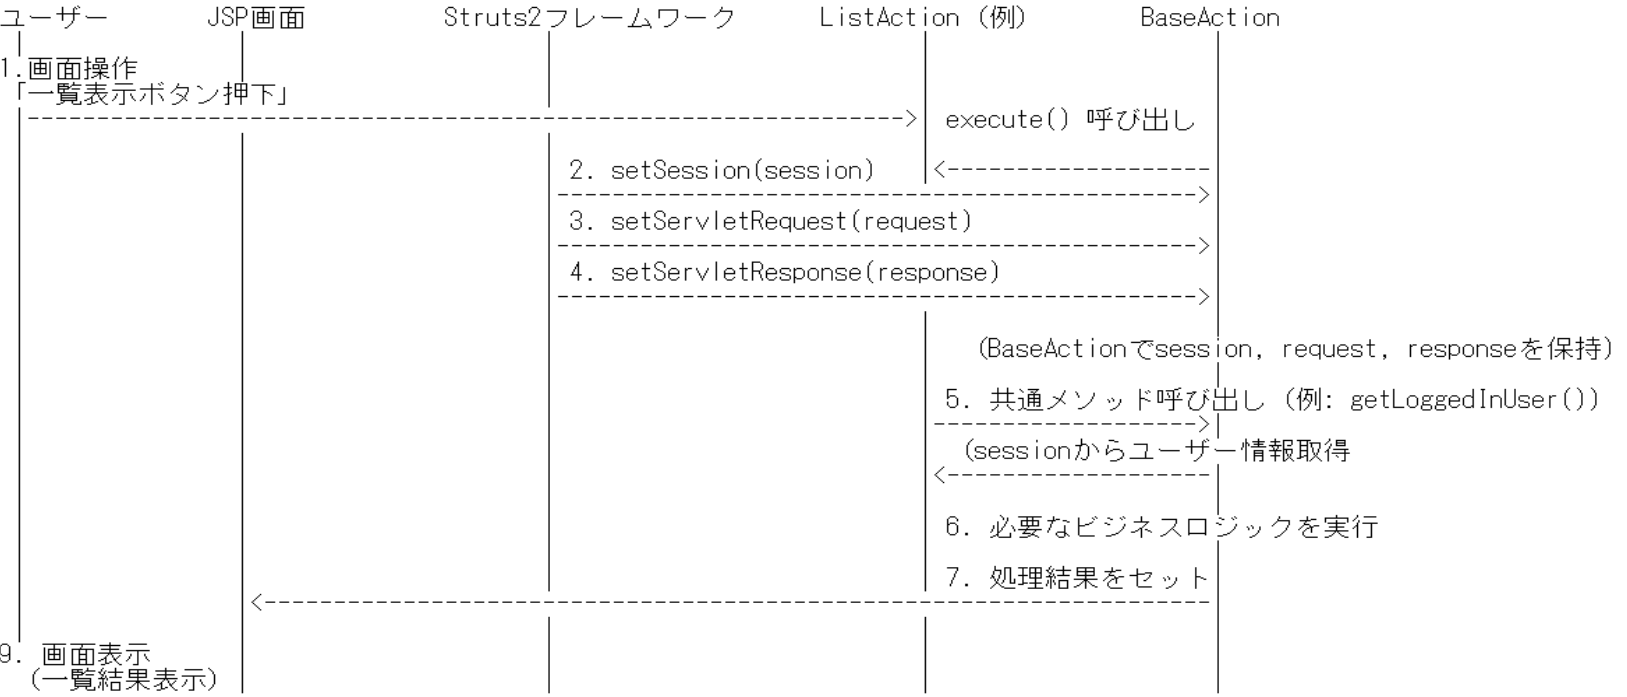 ユーザー JSP画面 Struts2フレームワーク ListAction (例) BaseAction
1.画面操作
「一覧表示ボタン押下」
execute() 呼び出し
2. setSession(session)
3. setServletRequest(request)
4. setServletResponse(response)
(BaseActionでsession, request, responseを保持)
5. 共通メソッド呼び出し (例: getLoggedInUser())
(sessionからユーザー情報取得
6. 必要なビジネスロジックを実行
7. 処理結果をセット
9. 画面表示
(一覧結果表示)